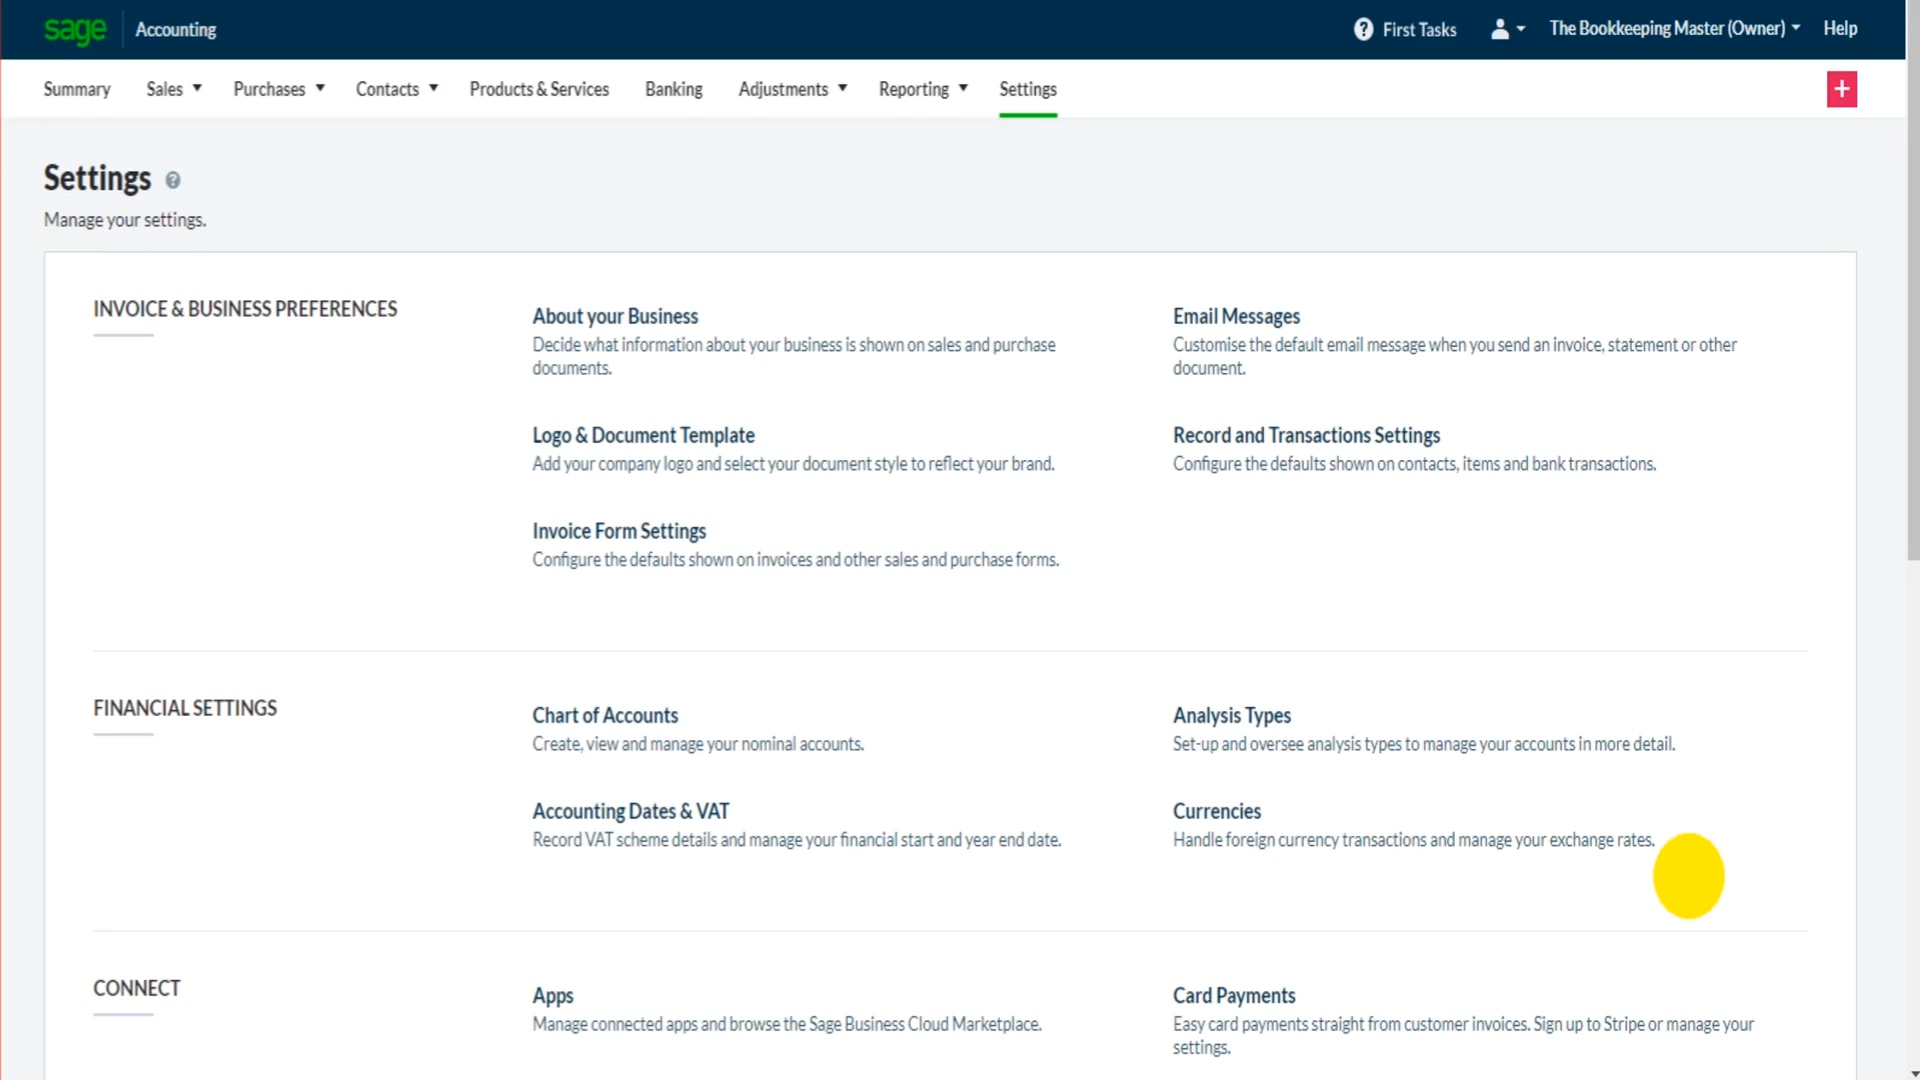 sage Accounting First Tasks The Bookkeeping Master (Owner) Help
Summary Sales Purchases Contacts Products & Services Banking Adjustments Reporting Settings
Settings
Manage your settings.
INVOICE & BUSINESS PREFERENCES
About your Business
Decide what information about your business is shown on sales and purchase
documents.
Email Messages
Customise the default email message when you send an invoice, statement or other
document.
Logo & Document Template
Add your company logo and select your document style to reflect your brand.
Record and Transactions Settings
Configure the defaults shown on contacts, items and bank transactions.
Invoice Form Settings
Configure the defaults shown on invoices and other sales and purchase forms.
FINANCIAL SETTINGS
Chart of Accounts
Create, view and manage your nominal accounts.
Analysis Types
Set-up and oversee analysis types to manage your accounts in more detail.
Accounting Dates & VAT
Record VAT scheme details and manage your financial start and year end date.
Currencies
Handle foreign currency transactions and manage your exchange rates.
CONNECT
Apps
Manage connected apps and browse the Sage Business Cloud Marketplace.
Card Payments
Easy card payments straight from customer invoices. Sign up to Stripe or manage your
settings.